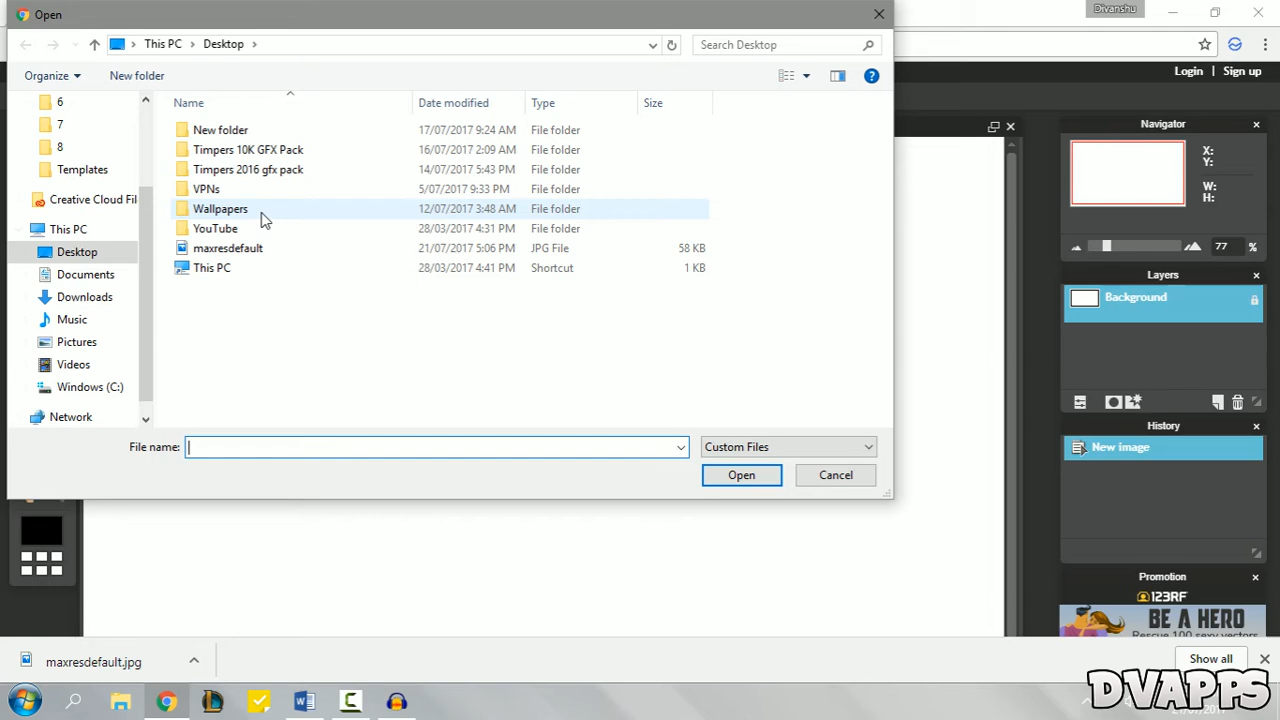 Open
Divanshu
This PC
Desktop
Search Desktop
Organize
New folder
Login | Sign up
Name
Date modified
Type
Size
6
7
8
Templates
Creative Cloud Fil
This PC
Desktop
Documents
Downloads
Music
Pictures
Videos
Windows (C:)
Network
New folder 17/07/2017 9:24 AM File folder
Timpers 10K GFX Pack 16/07/2017 2:09 AM File folder
Timpers 2016 gfx pack 14/07/2017 5:43 PM File folder
VPNs 5/07/2017 9:33 PM File folder
Wallpapers 12/07/2017 3:48 AM File folder
YouTube 28/03/2017 4:31 PM File folder
maxresdefault 21/07/2017 5:06 PM JPG File 58 KB
This PC 28/03/2017 4:41 PM Shortcut 1 KB
File name:
Custom Files
Open
Cancel
Navigator
X:
Y:
W:
H:
77 %
Layers
Background
History
New image
Promotion
123RF
BE A HERO
Rescue 100 sexy vectors
maxresdefault.jpg
Show all
DVAPPS